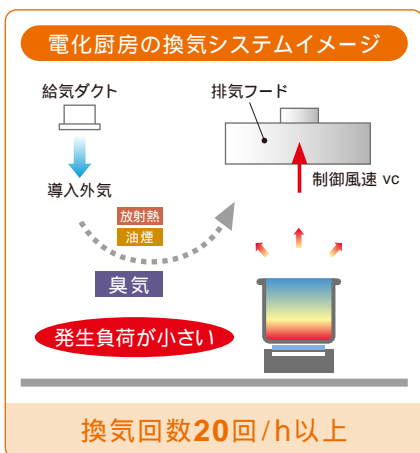 電化厨房の換気システムイメージ
給気ダクト
排気フード
導入外気
制御風速 vc
放射熱
油煙
臭気
発生負荷が小さい
換気回数20回/h以上